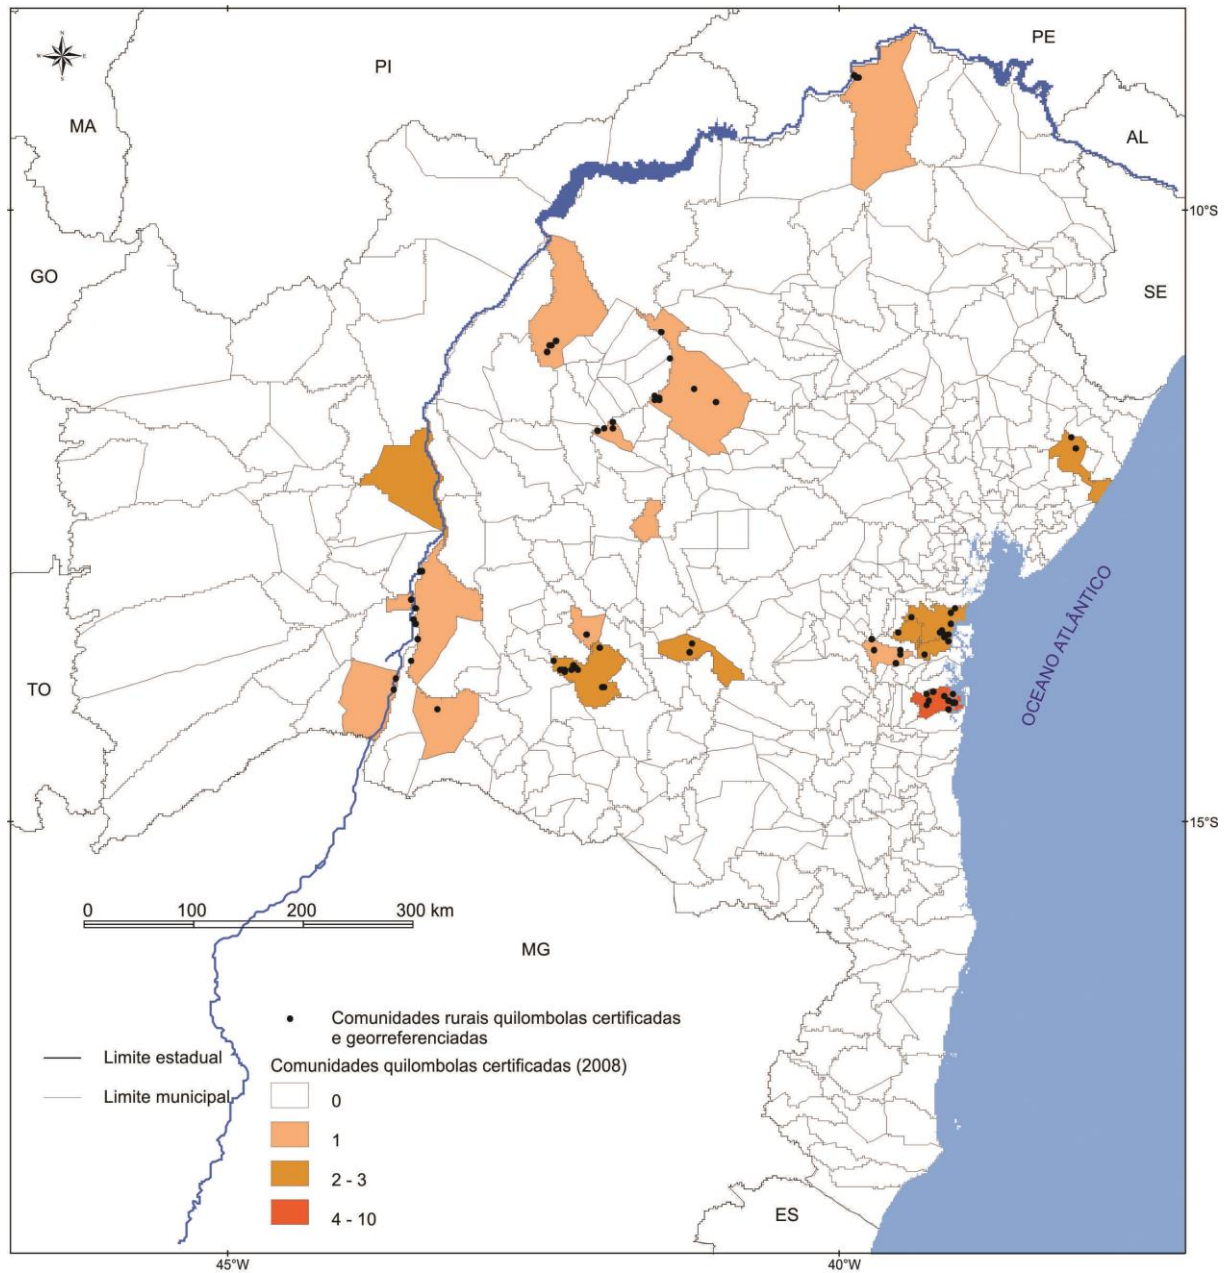 PE
PI
MA
AL
10°S
GO
SE
TO
OCEANO ATLÂNTICO
15°S
0 100 200 300 km
MG
Comunidades rurais quilombolas certificadas
e georreferenciadas
Limite estadual
Comunidades quilombolas certificadas (2008)
Limite municipal
0
1
2 - 3
4 - 10
ES
45°W
40°W